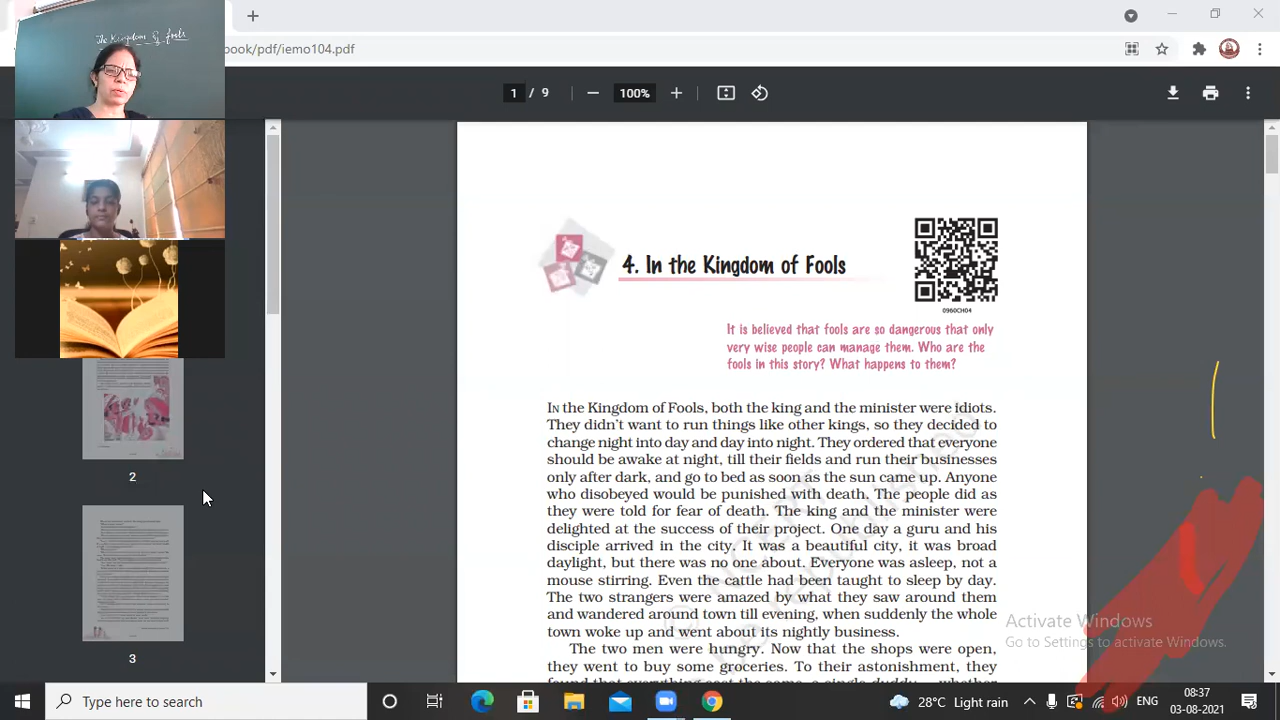 The Kingdom of fools
book/pdf/iemo104.pdf
1 / 9
100%
4. In the Kingdom of Fools
0960CH04
It is believed that fools are so dangerous that only
very wise people can manage them. Who are the
fools in this story? What happens to them?
IN the Kingdom of Fools, both the king and the minister were idiots.
They didn't want to run things like other kings, so they decided to
change night into day and day into night. They ordered that everyone
should be awake at night, till their fields and run their businesses
only after dark, and go to bed as soon as the sun came up. Anyone
who disobeyed would be punished with death. The people did as
they were told for fear of death. The king and the minister were
delighted at the success of their project. One day a guru and his
disciple arrived in the city. It was a beautiful city, it was broad
daylight, but there was no one about. Everyone was asleep, not a
mouse stirring. Even the cattle had been taught to sleep by day.
The two strangers were amazed by what they saw around them
and wandered around town till evening, when suddenly the whole
town woke up and went about its nightly business.
The two men were hungry. Now that the shops were open,
they went to buy some groceries. To their astonishment, they
found that everything cost the same, a single duddu — whether
2
3
Activate Windows
Go to Settings to activate Windows.
Type here to search
28°C Light rain
ENG
08:37
03-08-2021